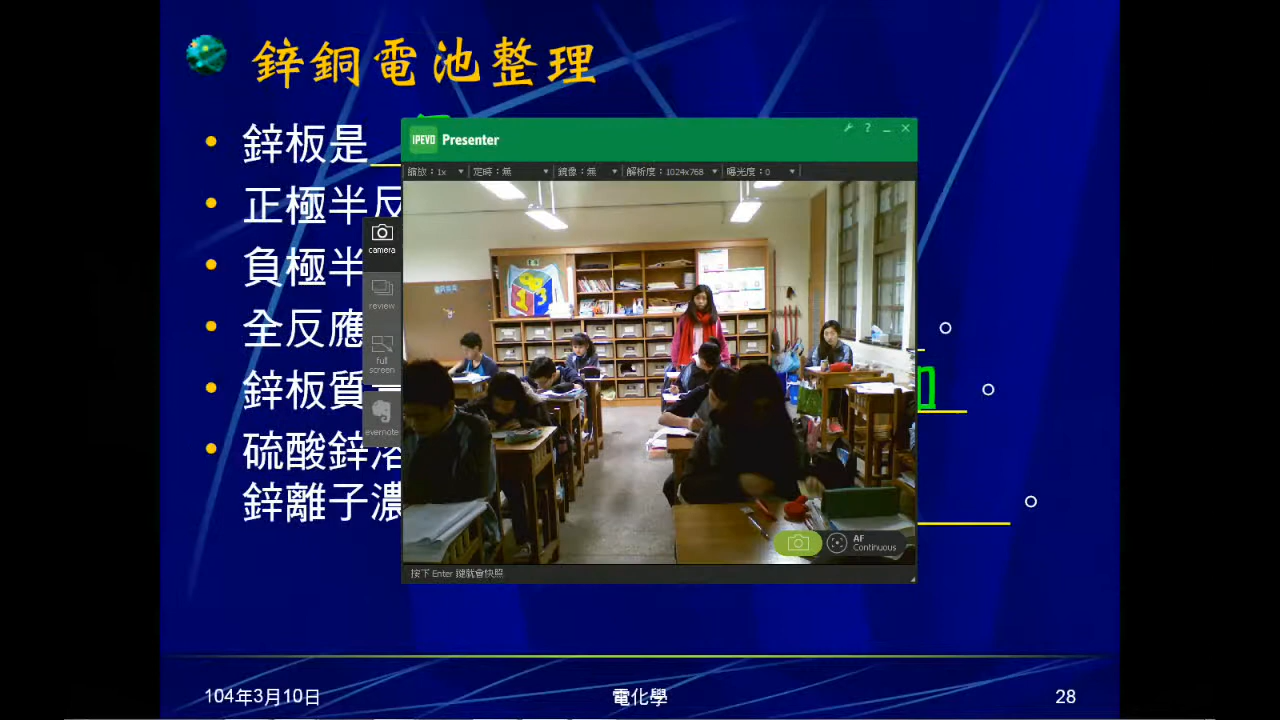 鋅銅電池整理
• 鋅板是
• 正極半反
• 負極半
• 全反應
。
• 鋅板質
。
• 硫酸鋅溶
鋅離子濃
。
IPEVO Presenter
縮放：1x 定時：無 鏡像：無 解析度：1024x768 曝光度：0
camera
review
full
screen
evernote
AF
Continuous
按下 Enter 鍵就會快照
104年3月10日 電化學 28